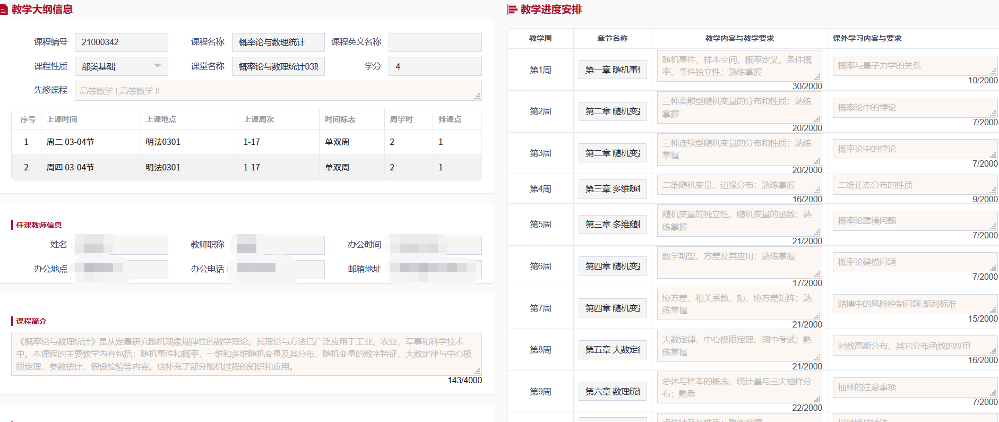 教学大纲信息
课程编号 21000342 课程名称 概率论与数理统计 课程英文名称
课程性质 部类基础 课堂名称 概率论与数理统计03 学分 4
先修课程 高等数学 I,高等数学 II
序号 上课时间 上课地点 上课周次 时间标志 周学时 排课点
1 周二 03-04节 明法0301 1-17 单双周 2 1
2 周四 03-04节 明法0301 1-17 单双周 2 1
任课教师信息
姓名 教师职称 办公时间
办公地点 办公电话 邮箱地址
课程简介
《概率论与数理统计》是从定量研究随机现象规律性的数学理论。其理论与方法已广泛应用于工业、农业、军事和科学技术
中。本课程的主要教学内容包括：随机事件和概率，一维和多维随机变量及其分布，随机变量的数字特征，大数定律与中心极
限定理，参数估计，假设检验等内容。也补充了部分随机过程的知识和应用。
143/4000
教学进度安排
教学周 章节名称 教学内容与教学要求 课外学习内容与要求
第1周 第一章 随机事 随机事件、样本空间、概率定义、条件概
率、事件独立性；熟练掌握
30/2000
概率与量子力学的关系
10/2000
第2周 第二章 随机变 三种离散型随机变量的分布和性质；熟练
掌握
20/2000
概率论中的悖论
7/2000
第3周 第二章 随机变 三种连续型随机变量的分布和性质；熟练
掌握
20/2000
概率论中的悖论
7/2000
第4周 第三章 多维随 二维随机变量、边缘分布；熟练掌握
16/2000
二维正态分布的性质
9/2000
第5周 第三章 多维随 随机变量的独立性、随机变量的函数；熟
练掌握
21/2000
概率论建模问题
7/2000
第6周 第四章 随机变 数学期望、方差及其应用；熟练掌握
17/2000
概率论建模问题
7/2000
第7周 第四章 随机变 协方差、相关系数、矩、协方差矩阵；熟
练掌握
21/2000
赌博中的风险控制问题,凯利标准
15/2000
第8周 第五章 大数定 大数定律、中心极限定理、期中考试；熟
练掌握
21/2000
对数高斯分布、其它分布函数的应用
16/2000
第9周 第六章 数理统 总体与样本的概念、统计量与三大抽样分
布；熟悉
22/2000
抽样的注意事项
7/2000